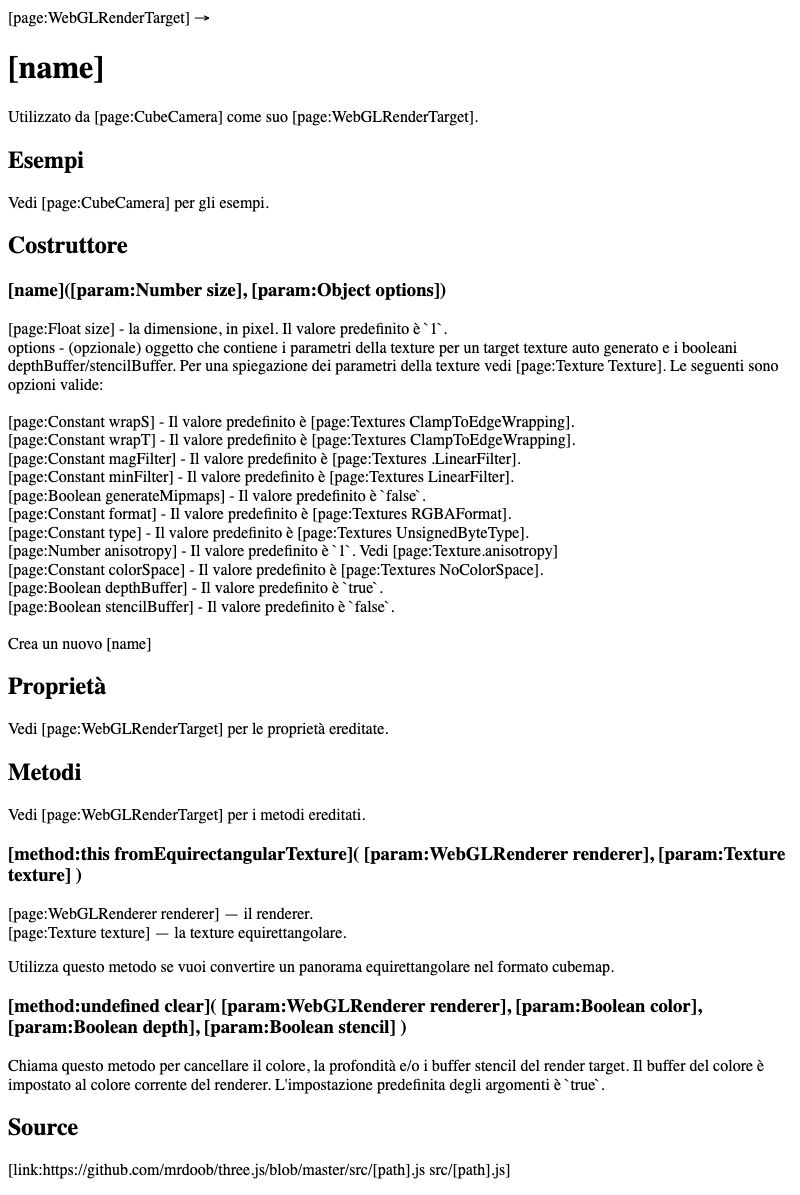 [page:WebGLRenderTarget] →
[name]
Utilizzato da [page:CubeCamera] come suo [page:WebGLRenderTarget].
Esempi
Vedi [page:CubeCamera] per gli esempi.
Costruttore
[name]([param:Number size], [param:Object options])
[page:Float size] - la dimensione, in pixel. Il valore predefinito è `1`.
options - (opzionale) oggetto che contiene i parametri della texture per un target texture auto generato e i booleani
depthBuffer/stencilBuffer. Per una spiegazione dei parametri della texture vedi [page:Texture Texture]. Le seguenti sono
opzioni valide:
[page:Constant wrapS] - Il valore predefinito è [page:Textures ClampToEdgeWrapping].
[page:Constant wrapT] - Il valore predefinito è [page:Textures ClampToEdgeWrapping].
[page:Constant magFilter] - Il valore predefinito è [page:Textures .LinearFilter].
[page:Constant minFilter] - Il valore predefinito è [page:Textures LinearFilter].
[page:Boolean generateMipmaps] - Il valore predefinito è `false`.
[page:Constant format] - Il valore predefinito è [page:Textures RGBAFormat].
[page:Constant type] - Il valore predefinito è [page:Textures UnsignedByteType].
[page:Number anisotropy] - Il valore predefinito è `1`. Vedi [page:Texture.anisotropy]
[page:Constant colorSpace] - Il valore predefinito è [page:Textures NoColorSpace].
[page:Boolean depthBuffer] - Il valore predefinito è `true`.
[page:Boolean stencilBuffer] - Il valore predefinito è `false`.
Crea un nuovo [name]
Proprietà
Vedi [page:WebGLRenderTarget] per le proprietà ereditate.
Metodi
Vedi [page:WebGLRenderTarget] per i metodi ereditati.
[method:this fromEquirectangularTexture]( [param:WebGLRenderer renderer], [param:Texture
texture] )
[page:WebGLRenderer renderer] — il renderer.
[page:Texture texture] — la texture equirettangolare.
Utilizza questo metodo se vuoi convertire un panorama equirettangolare nel formato cubemap.
[method:undefined clear]( [param:WebGLRenderer renderer], [param:Boolean color],
[param:Boolean depth], [param:Boolean stencil] )
Chiama questo metodo per cancellare il colore, la profondità e/o i buffer stencil del render target. Il buffer del colore è
impostato al colore corrente del renderer. L'impostazione predefinita degli argomenti è `true`.
Source
[link:https://github.com/mrdoob/three.js/blob/master/src/[path].js src/[path].js]